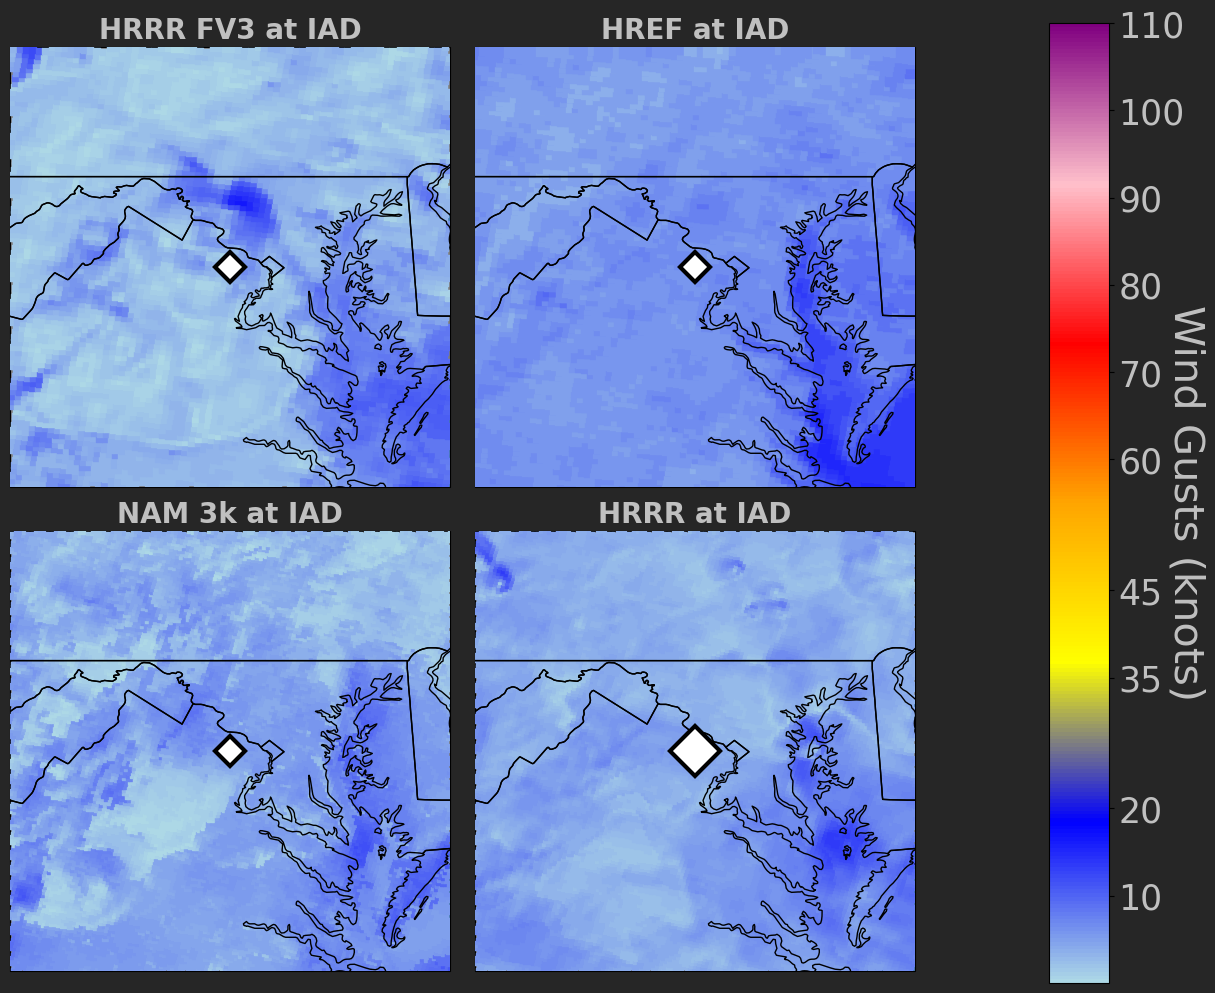 HRRR FV3 at IAD
HREF at IAD
NAM 3k at IAD
HRRR at IAD
110
100
90
80
70
60
45
35
20
10
Wind Gusts (knots)